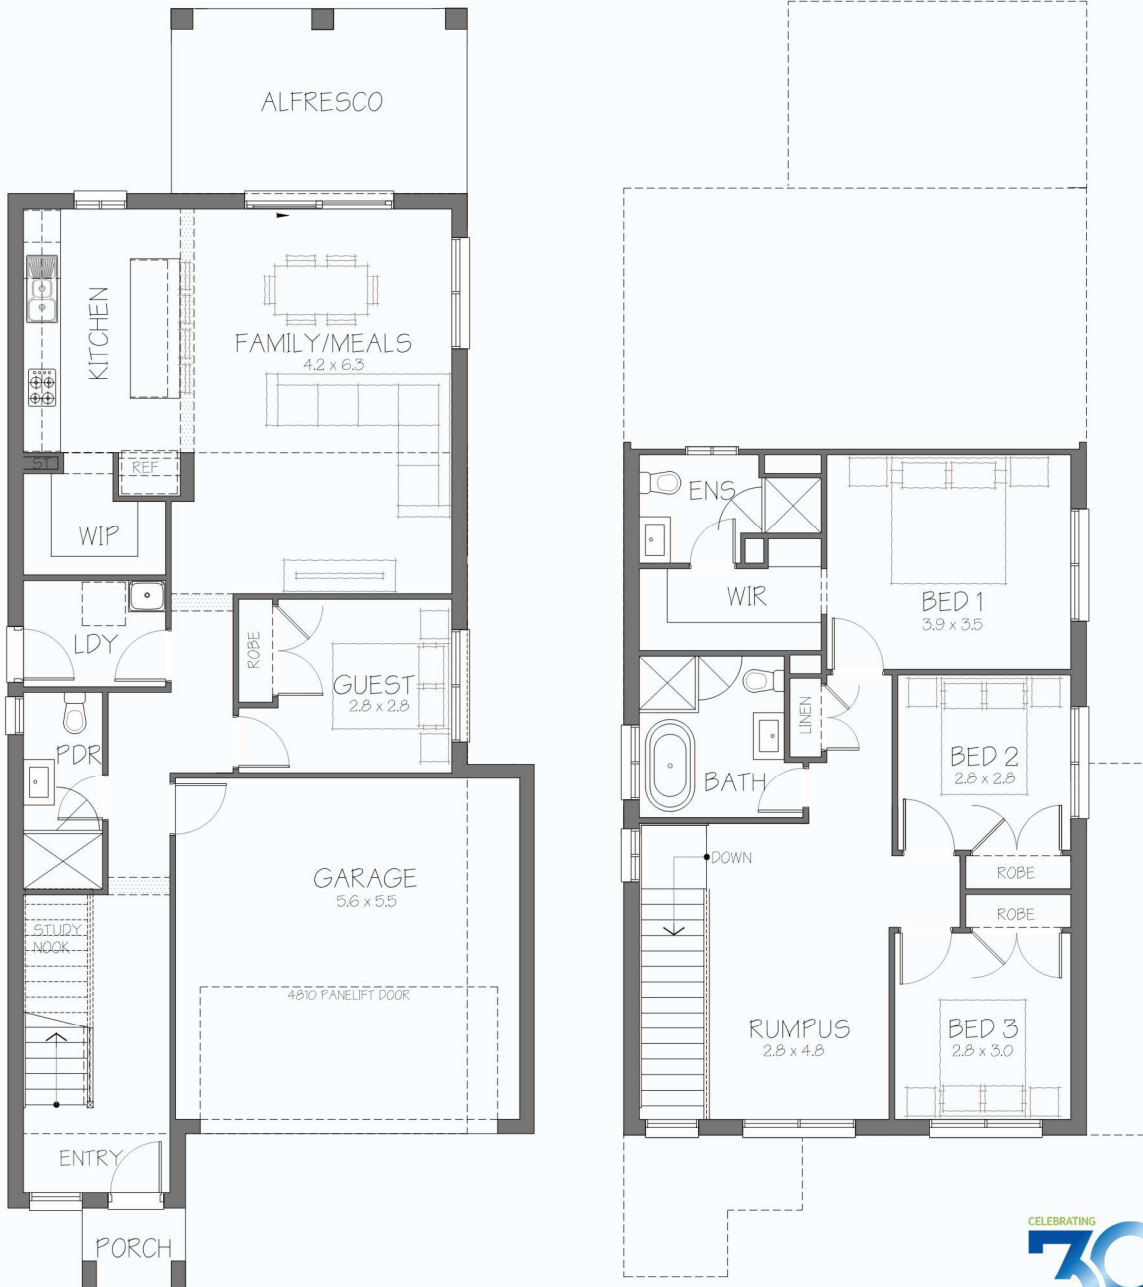 ALFRESCO
KITCHEN
FAMILY/MEALS
4.2 x 6.3
ST
REF
WIP
LDY
ROBE
GUEST
2.8 x 2.8
PDR
GARAGE
5.6 x 5.5
STUDY
NOOK
4810 PANELIFT DOOR
ENTRY
PORCH
ENS
WIR
BED 1
3.9 x 3.5
LINEN
BATH
BED 2
2.8 x 2.8
DOWN
ROBE
ROBE
RUMPUS
2.8 x 4.8
BED 3
2.8 x 3.0
CELEBRATING
30